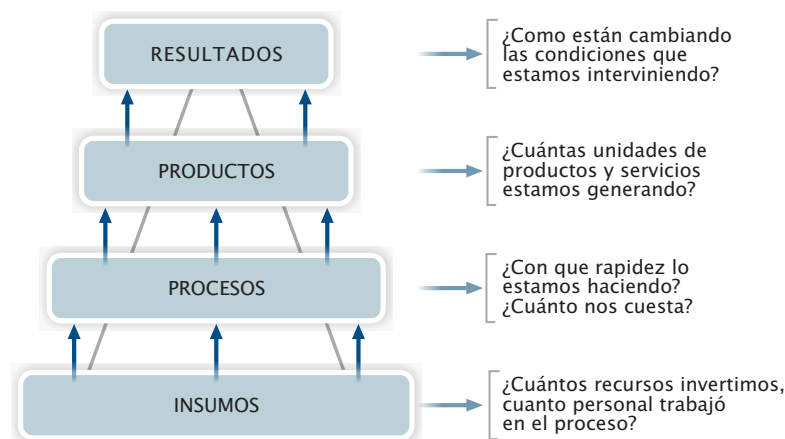 RESULTADOS
¿Como están cambiando
las condiciones que
estamos interviniendo?
PRODUCTOS
¿Cuántas unidades de
productos y servicios
estamos generando?
PROCESOS
¿Con que rapidez lo
estamos haciendo?
¿Cuánto nos cuesta?
INSUMOS
¿Cuántos recursos invertimos,
cuanto personal trabajó
en el proceso?